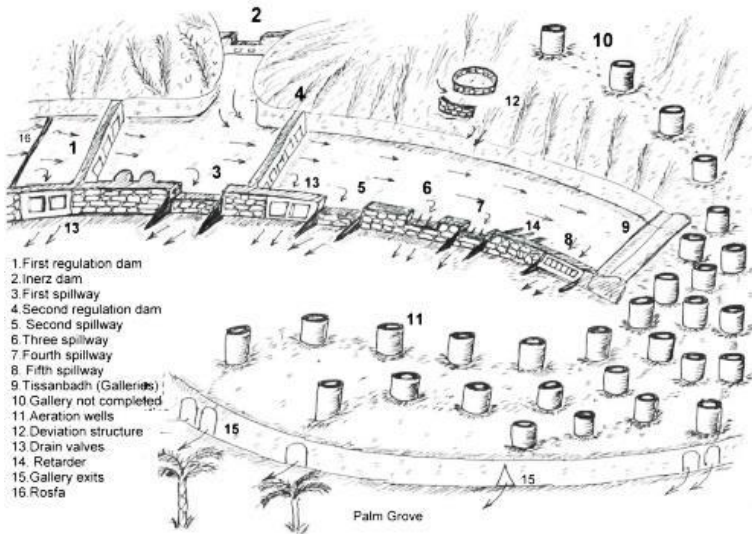 2
10
4
12
16
1
3
13
5
6
7
14
8
9
13
1.First regulation dam
2.Inerz dam
3.First spillway
4.Second regulation dam
5. Second spillway
6.Three spillway
7.Fourth spillway
8. Fifth spillway
9.Tissanbadh (Galleries)
10.Gallery not completed
11.Aeration wells
12.Deviation structure
13.Drain valves
14. Retarder
15.Gallery exits
16.Rosfa
11
15
15
Palm Grove